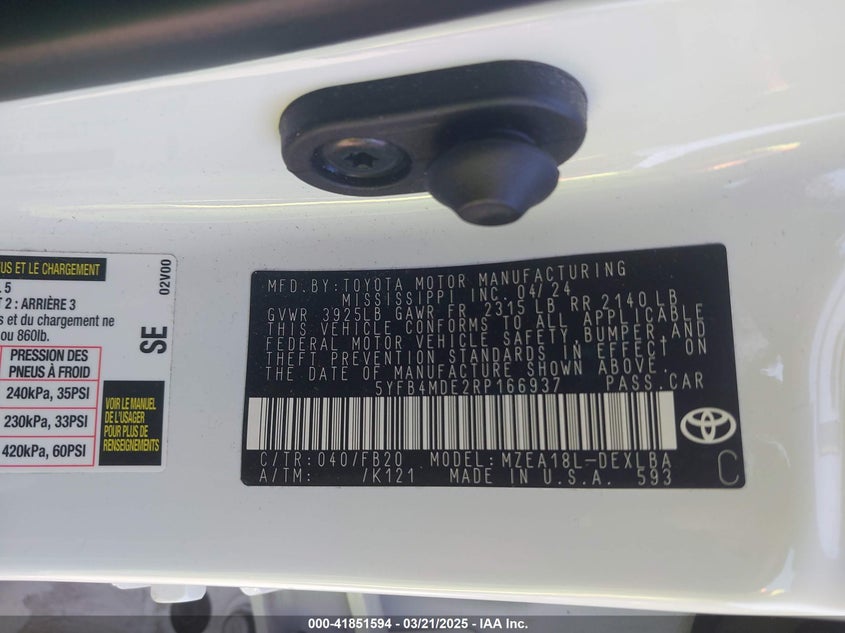 US ET LE CHARGEMENT
L 5
T 2 : ARRIÈRE 3
s et du chargement ne
ou 860lb.
PRESSION DES
PNEUS À FROID
240kPa, 35PSI
230kPa, 33PSI
420kPa, 60PSI
02V00
SE
VOIR LE MANUEL
DE L'USAGER
POUR PLUS DE
RENSEIGNEMENTS
MFD.BY:TOYOTA MOTOR MANUFACTURING
MISSISSIPPI INC. 04/24
GVWR 3925LB GAWR FR 2315LB RR 2140LB
THIS VEHICLE CONFORMS TO ALL APPLICABLE
FEDERAL MOTOR VEHICLE SAFETY, BUMPER, AND
THEFT PREVENTION STANDARDS IN EFFECT ON
THE DATE OF MANUFACTURE SHOWN ABOVE.
5YFB4MDE2RP166937 PASS.CAR
C/TR: 040/FB20 MODEL: MZEA18L-DEXLBA
A/TM: /K121 MADE IN U.S.A. 593
C
TOYOTA
000-41851594 — 03/21/2025 — IAA Inc.